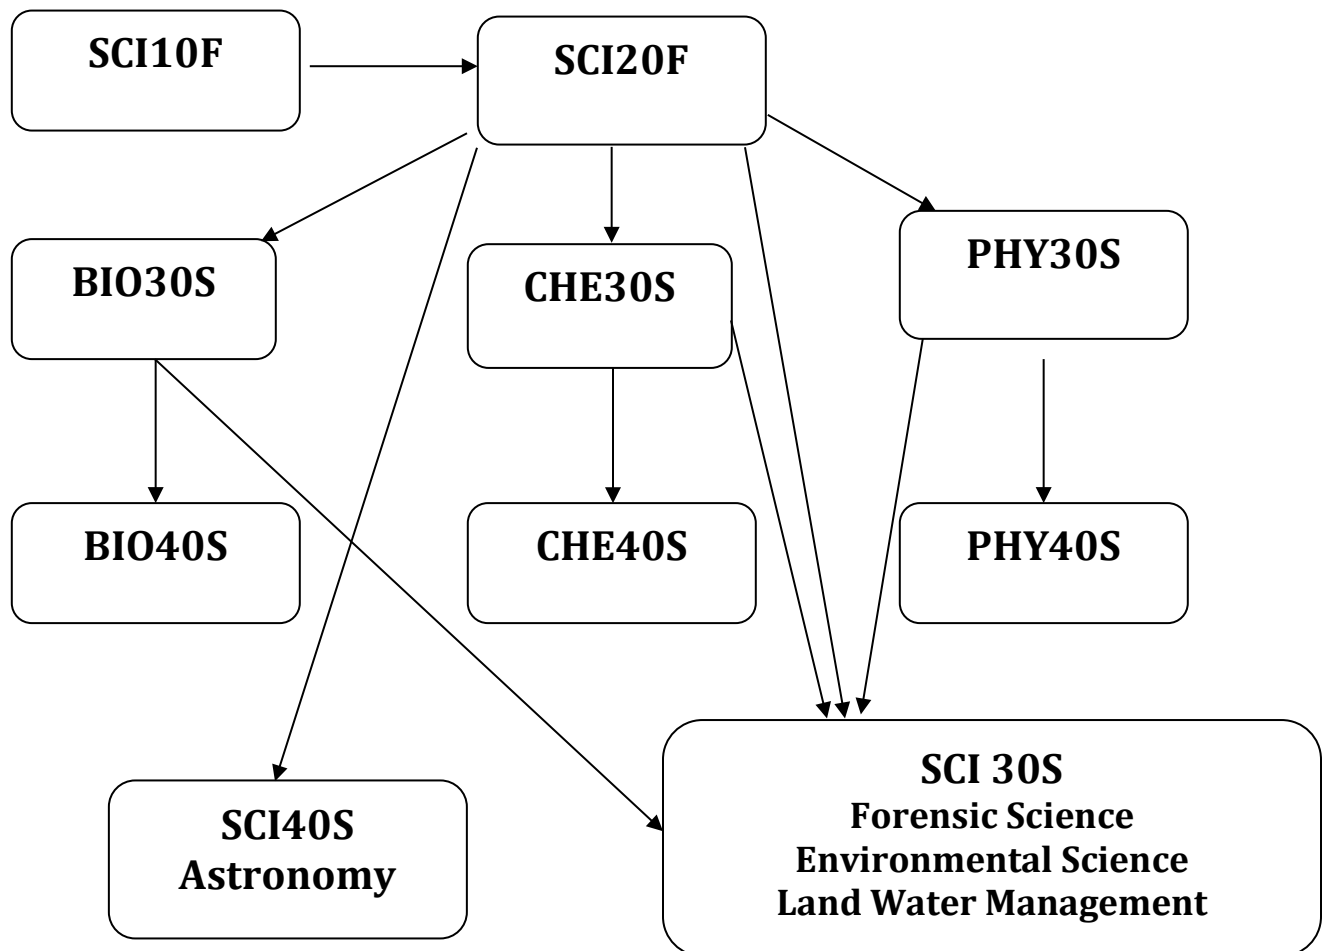 SCI10F
SCI20F
BIO30S
CHE30S
PHY30S
BIO40S
CHE40S
PHY40S
SCI40S
Astronomy
SCI 30S
Forensic Science
Environmental Science
Land Water Management